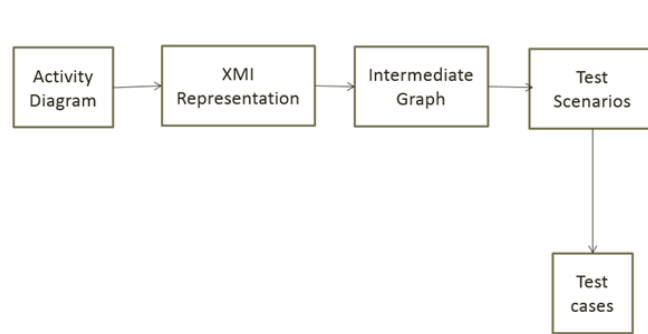 Activity
Diagram
XMI
Representation
Intermediate
Graph
Test
Scenarios
Test
cases